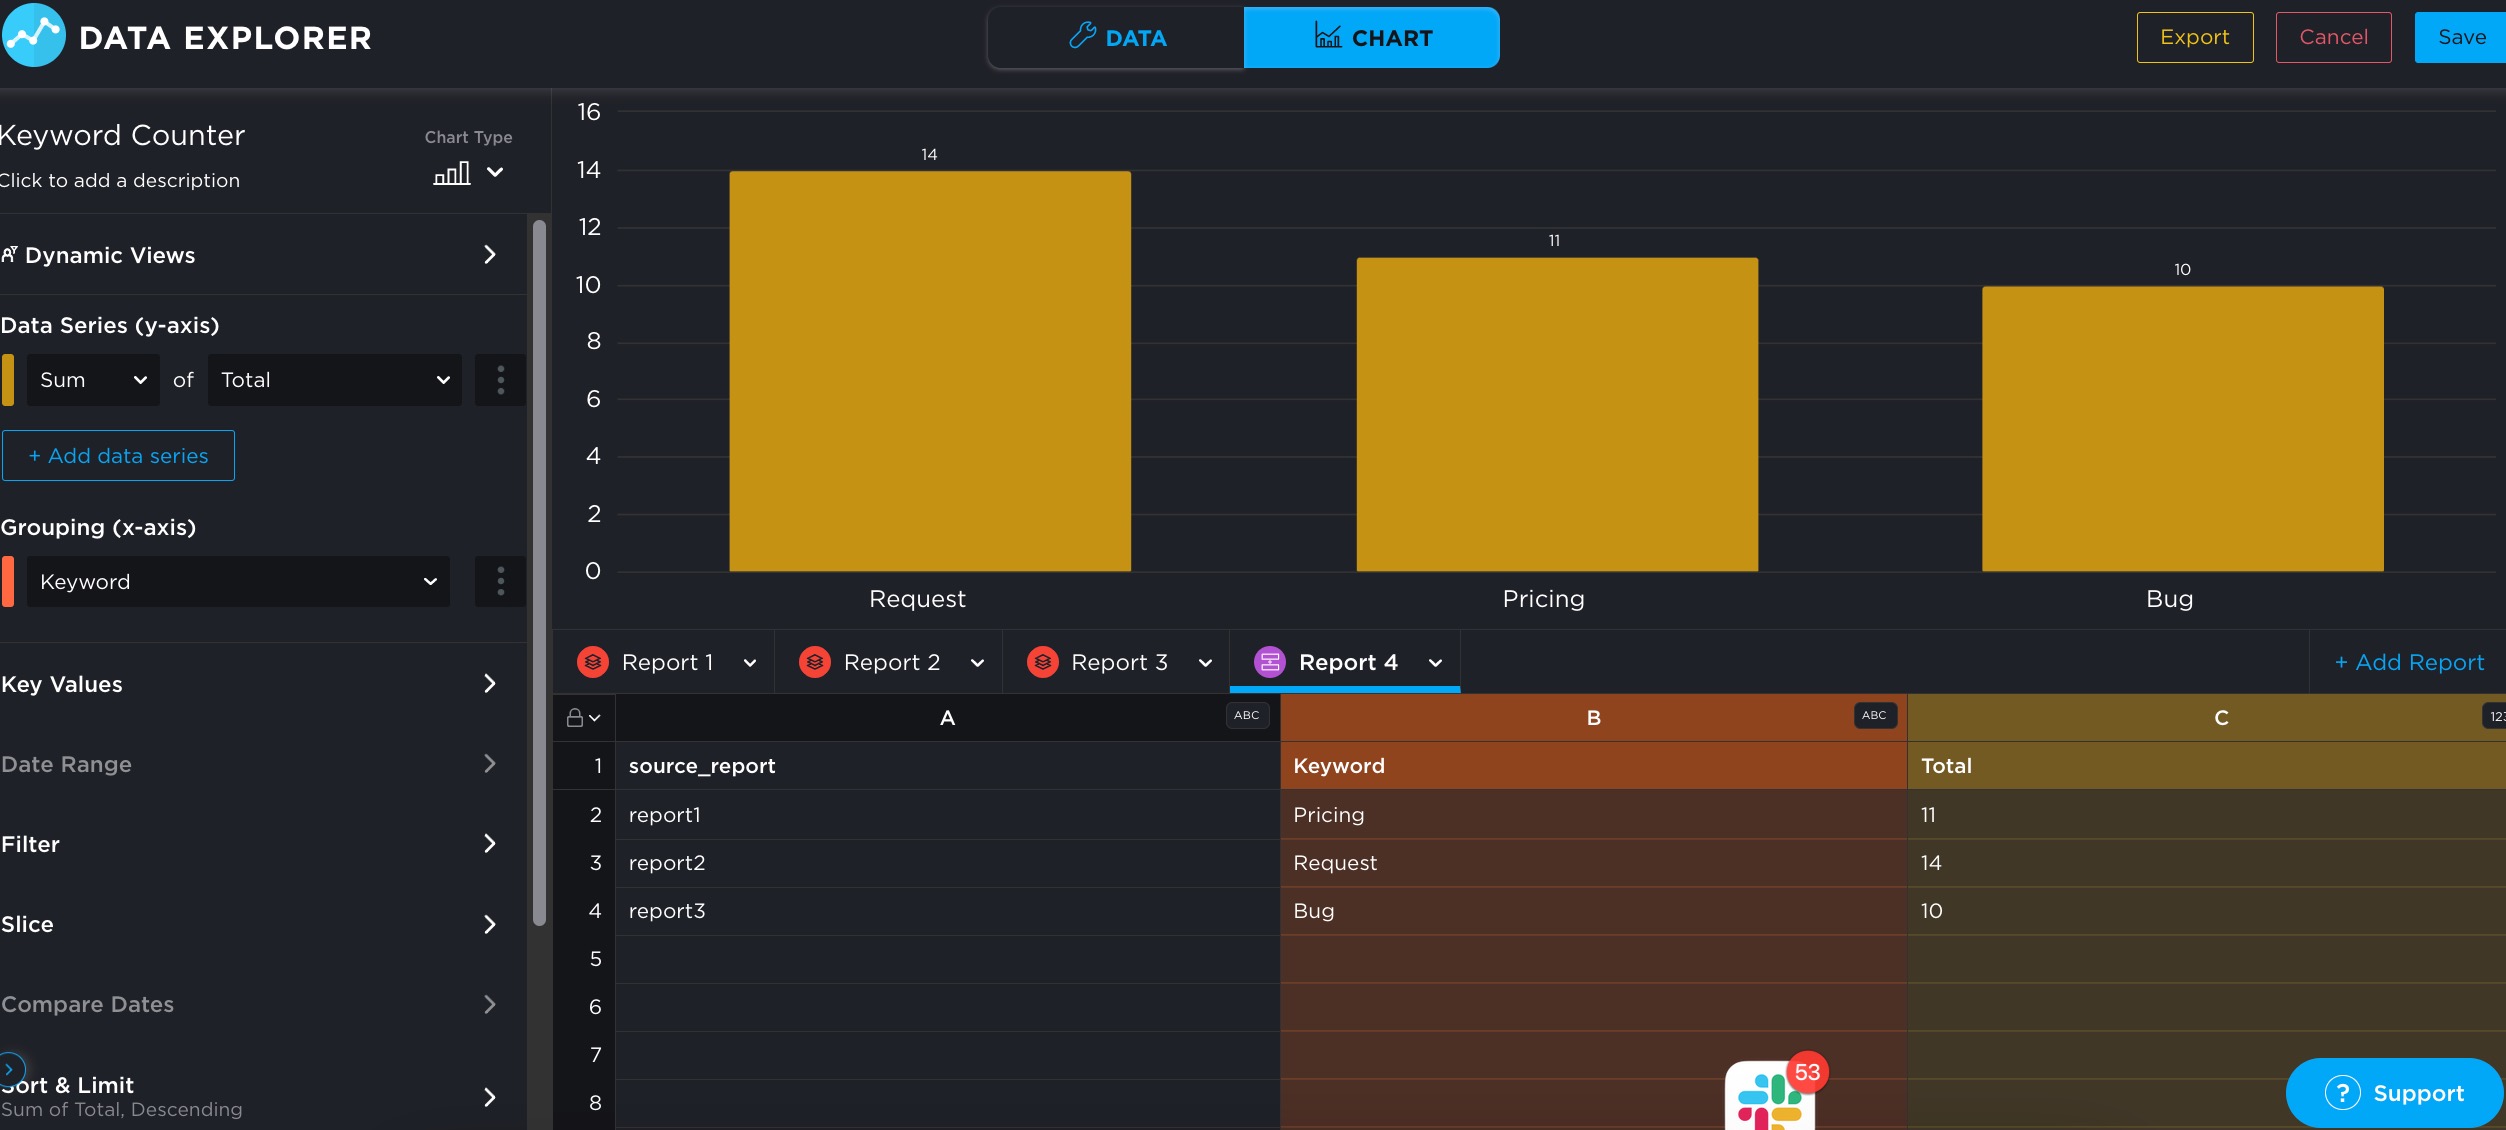 DATA EXPLORER
DATA
CHART
Export
Cancel
Save
Keyword Counter
Chart Type
Click to add a description
Dynamic Views
Data Series (y-axis)
Sum of Total
+ Add data series
Grouping (x-axis)
Keyword
Key Values
Date Range
Filter
Slice
Compare Dates
Sort & Limit
Sum of Total, Descending
16
14
12
10
8
6
4
2
0
14
11
10
Request
Pricing
Bug
Report 1
Report 2
Report 3
Report 4
+ Add Report
A ABC B ABC C 123
1 source_report Keyword Total
2 report1 Pricing 11
3 report2 Request 14
4 report3 Bug 10
5
6
7
8
53
? Support